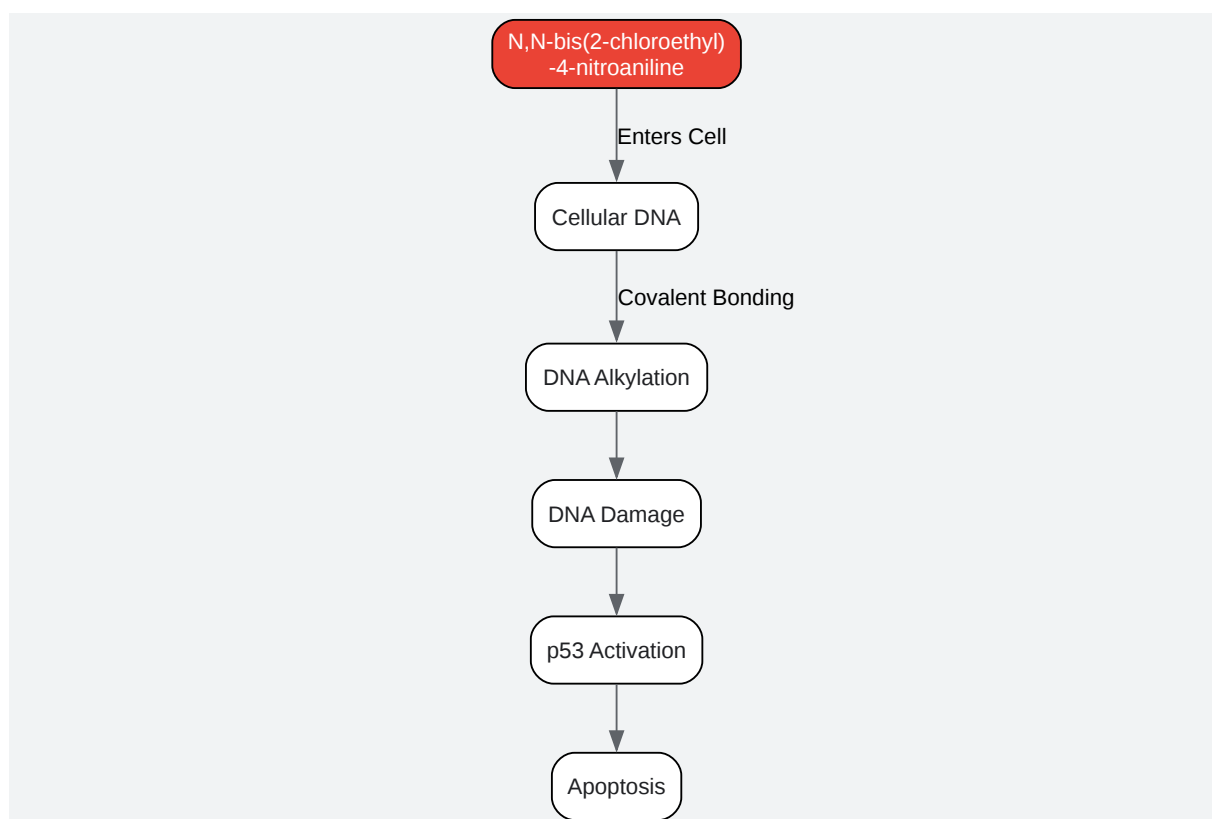 N,N-bis(2-chloroethyl)
-4-nitroaniline
Enters Cell
Cellular DNA
Covalent Bonding
DNA Alkylation
DNA Damage
p53 Activation
Apoptosis